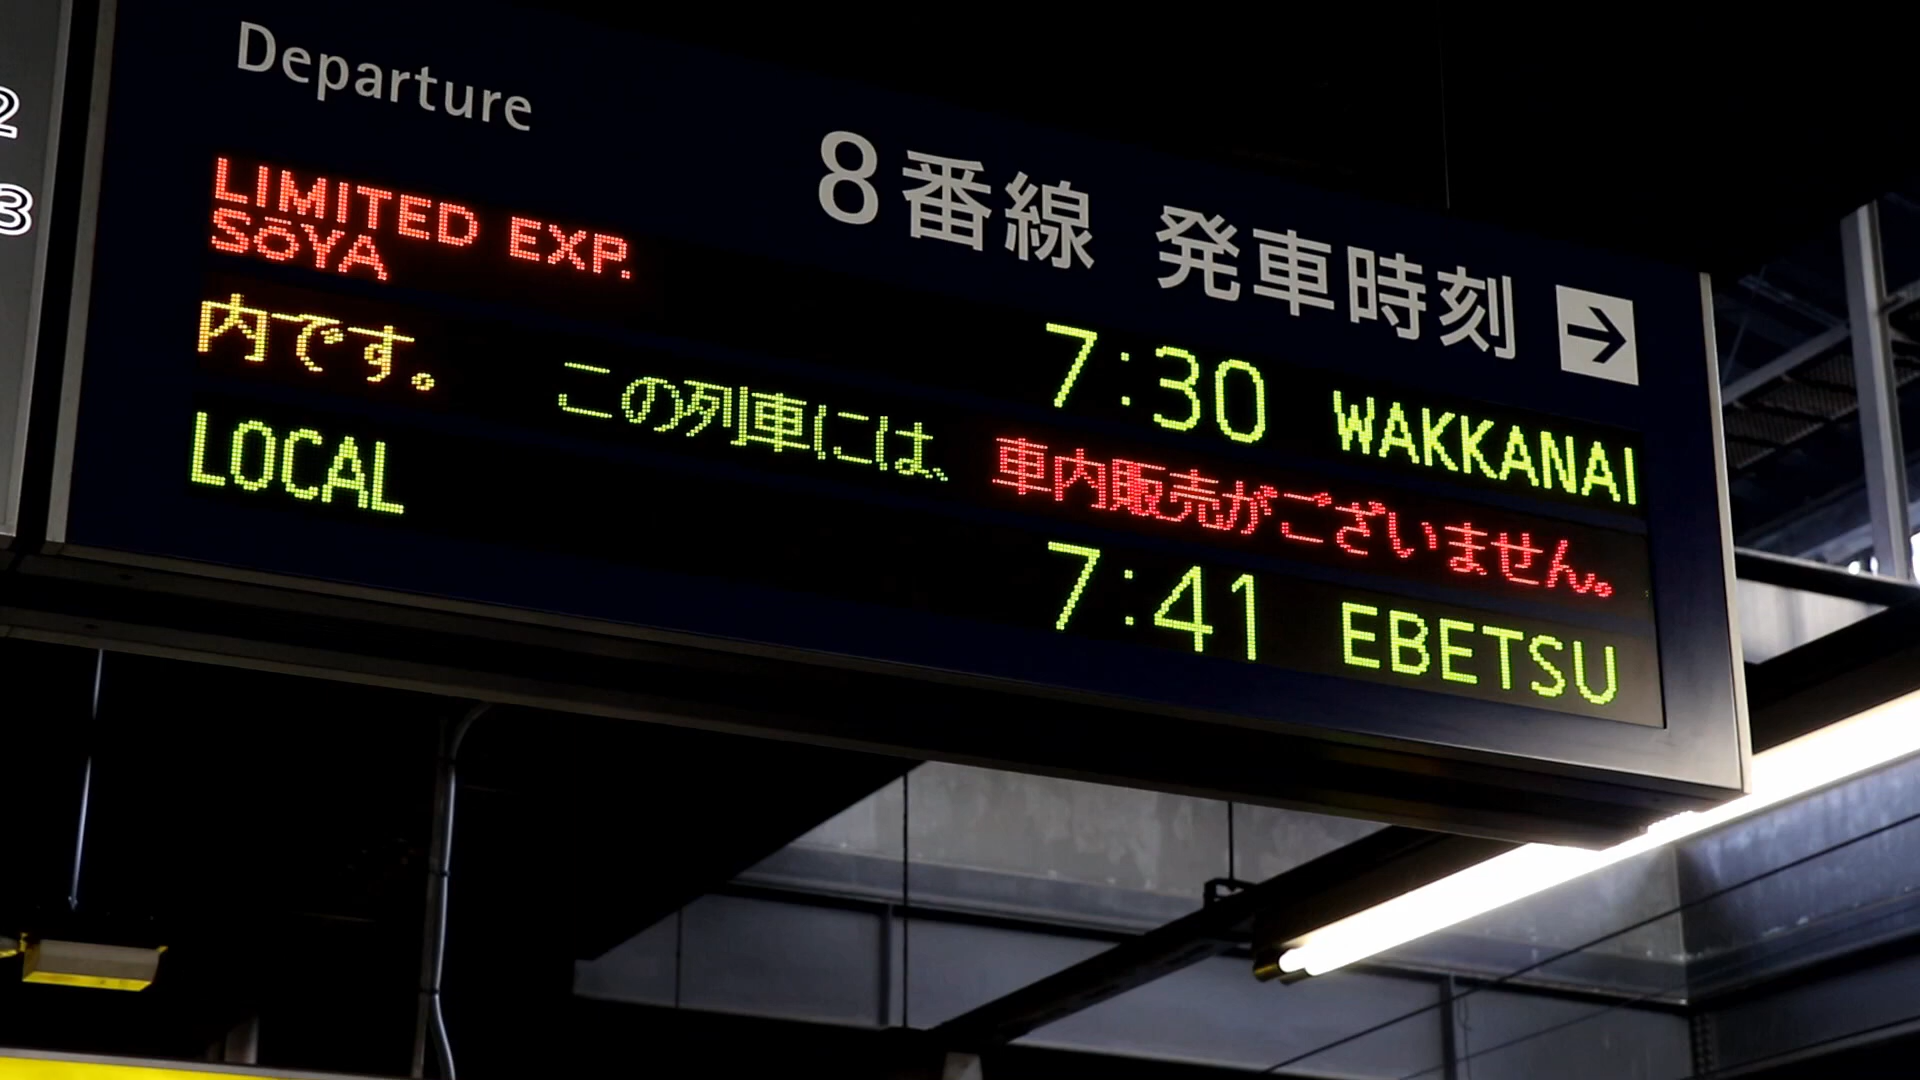 2
3
Departure
8番線 発車時刻 →
LIMITED EXP.
SOYA
7:30 WAKKANAI
内です。 この列車には、車内販売がございません。
LOCAL 7:41 EBETSU